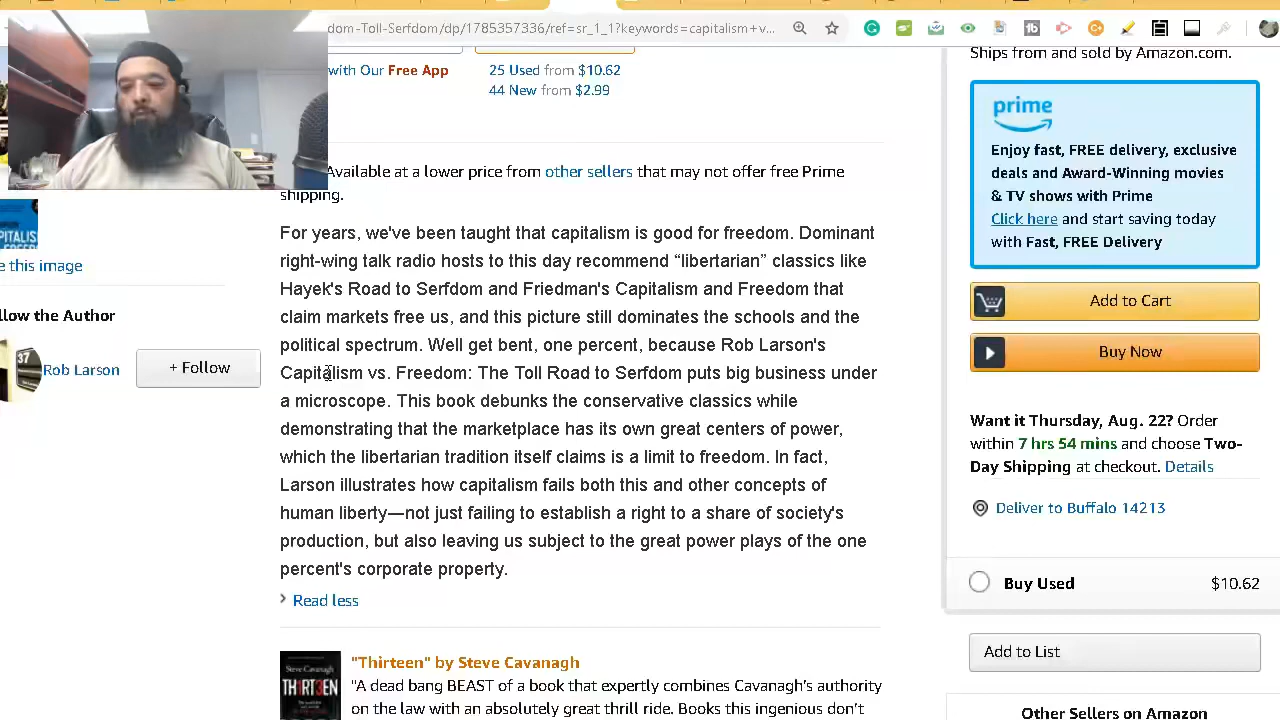 dom-Toll-Serfdom/dp/1785357336/ref=sr_1_1?keywords=capitalism+v...
Ships from and sold by Amazon.com.
with Our Free App
25 Used from $10.62
44 New from $2.99
prime
Enjoy fast, FREE delivery, exclusive
deals and Award-Winning movies
& TV shows with Prime
Click here and start saving today
with Fast, FREE Delivery
Available at a lower price from other sellers that may not offer free Prime
shipping.
e this image
For years, we've been taught that capitalism is good for freedom. Dominant
right-wing talk radio hosts to this day recommend “libertarian” classics like
Hayek's Road to Serfdom and Friedman's Capitalism and Freedom that
claim markets free us, and this picture still dominates the schools and the
political spectrum. Well get bent, one percent, because Rob Larson's
Capitalism vs. Freedom: The Toll Road to Serfdom puts big business under
a microscope. This book debunks the conservative classics while
demonstrating that the marketplace has its own great centers of power,
which the libertarian tradition itself claims is a limit to freedom. In fact,
Larson illustrates how capitalism fails both this and other concepts of
human liberty—not just failing to establish a right to a share of society's
production, but also leaving us subject to the great power plays of the one
percent's corporate property.
Read less
llow the Author
37
Rob Larson
+ Follow
Add to Cart
Buy Now
Want it Thursday, Aug. 22? Order
within 7 hrs 54 mins and choose Two-
Day Shipping at checkout. Details
Deliver to Buffalo 14213
Buy Used $10.62
Add to List
Other Sellers on Amazon
Steve Cavanagh
TH1RT3EN
"Thirteen" by Steve Cavanagh
"A dead bang BEAST of a book that expertly combines Cavanagh’s authority
on the law with an absolutely great thrill ride. Books this ingenious don’t